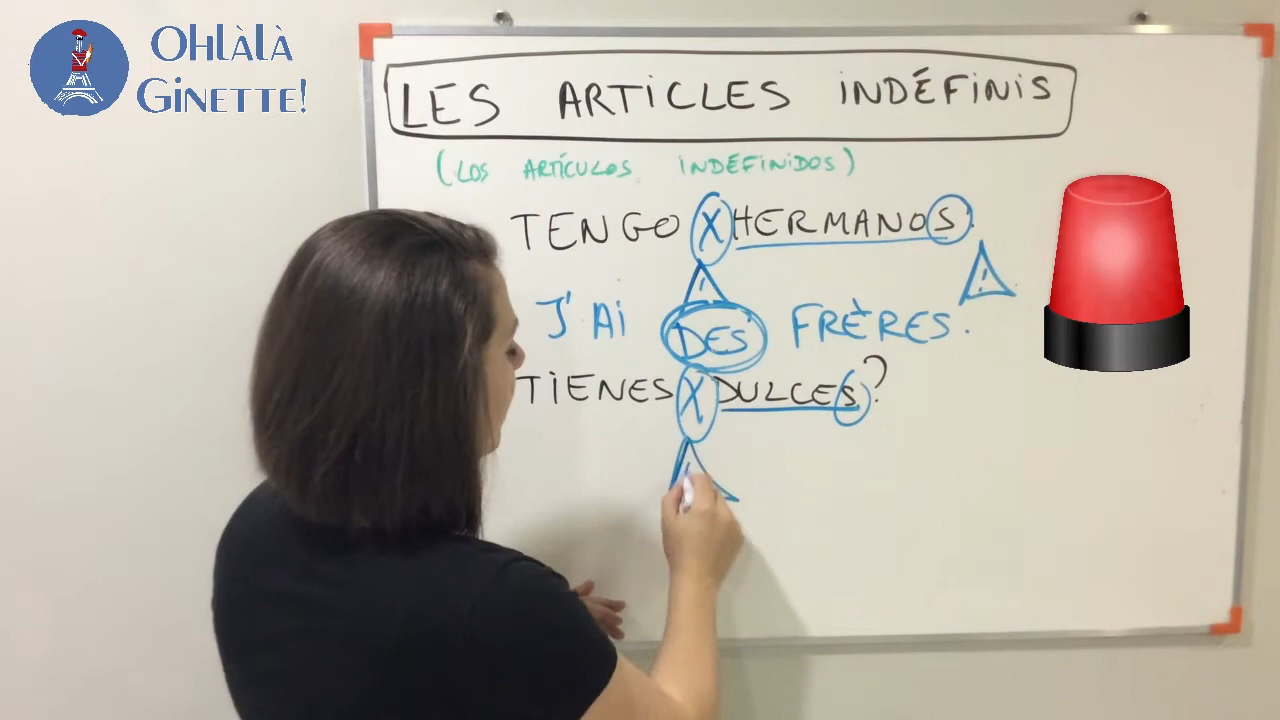 OHLÀLÀ
GINETTE!
LES ARTICLES INDÉFINIS
(LOS ARTÍCULOS INDEFINIDOS)
TENGO X HERMANOS.
J'AI DES FRÈRES.
TIENES X DULCES?